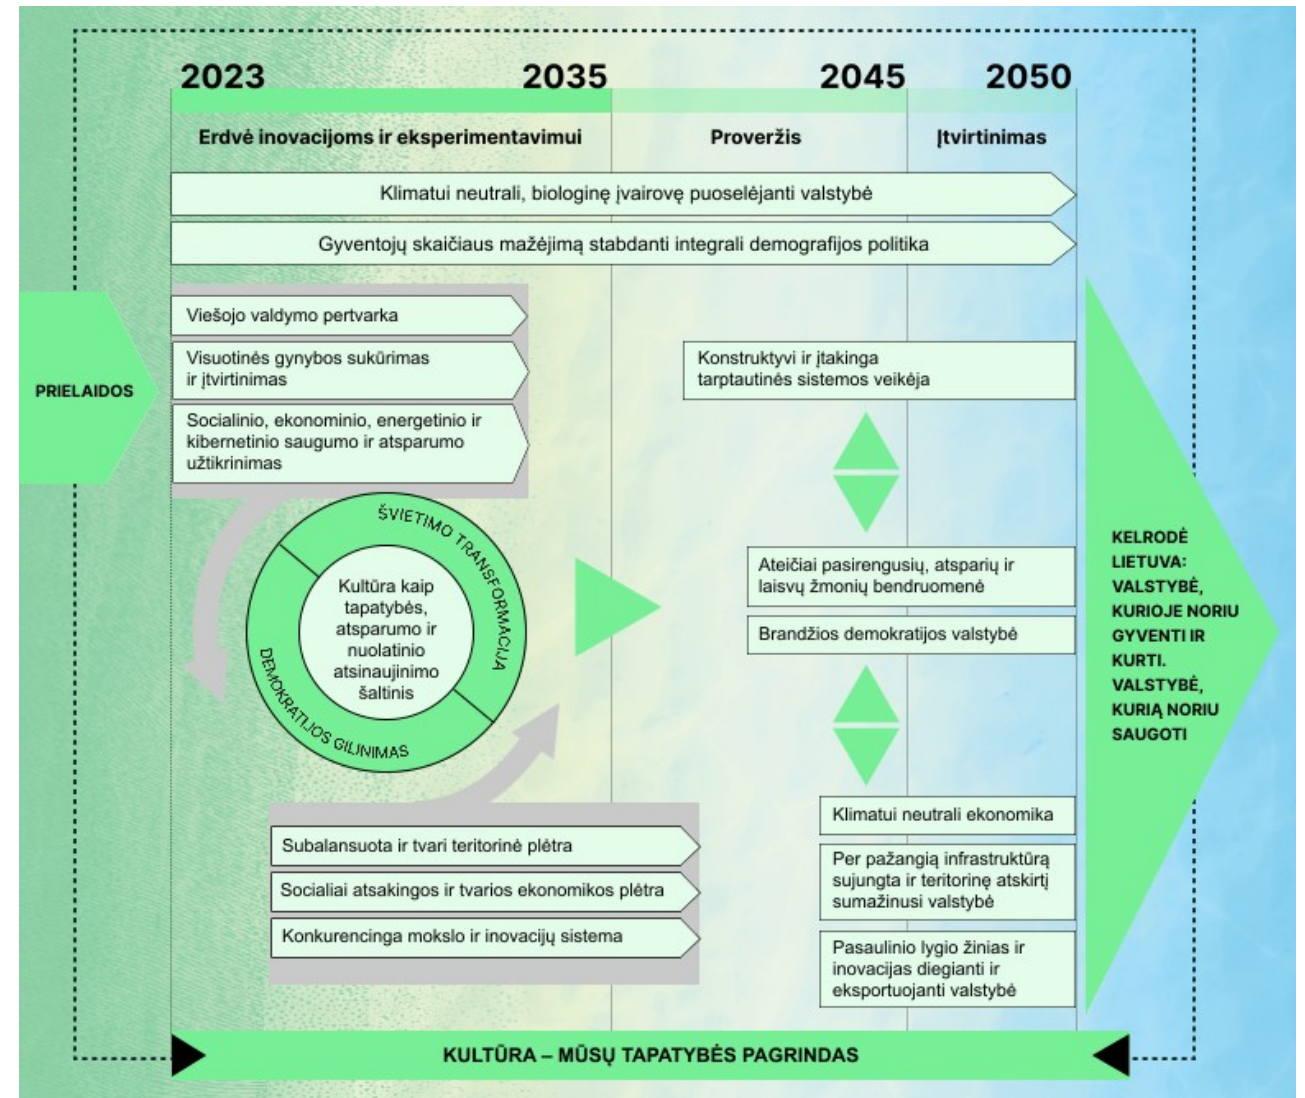 2023
2035
2045
2050
Erdvė inovacijoms ir eksperimentavimui
Proveržis
Įtvirtinimas
Klimatui neutrali, biologinę įvairovę puoselėjanti valstybė
Gyventojų skaičiaus mažėjimą stabdanti integrali demografijos politika
PRIELAIDOS
Viešojo valdymo pertvarka
Visuotinės gynybos sukūrimas
ir įtvirtinimas
Socialinio, ekonominio, energetinio ir
kibernetinio saugumo ir atsparumo
užtikrinimas
Konstruktyvi ir įtakinga
tarptautinės sistemos veikėja
ŠVIETIMO TRANSFORMACIJA
Kultūra kaip
tapatybės,
atsparumo ir
nuolatinio
atsinaujinimo
šaltinis
DEMOKRATIJOS GILINIMAS
Ateičiai pasirengusių, atsparių ir
laisvų žmonių bendruomenė
Brandžios demokratijos valstybė
Subalansuota ir tvari teritorinė plėtra
Socialiai atsakingos ir tvarios ekonomikos plėtra
Konkurencinga mokslo ir inovacijų sistema
Klimatui neutrali ekonomika
Per pažangią infrastruktūrą
sujungta ir teritorinę atskirtį
sumažinusi valstybė
Pasaulinio lygio žinias ir
inovacijas diegianti ir
eksportuojanti valstybė
KELRODĖ
LIETUVA:
VALSTYBĖ,
KURIOJE NORIU
GYVENTI IR
KURTI.
VALSTYBĖ,
KURIĄ NORIU
SAUGOTI
KULTŪRA – MŪSŲ TAPATYBĖS PAGRINDAS